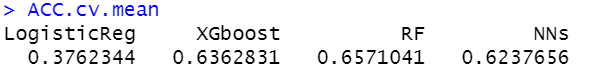 > ACC.cv.mean
LogisticReg XGboost RF NNs
0.3762344 0.6362831 0.6571041 0.6237656